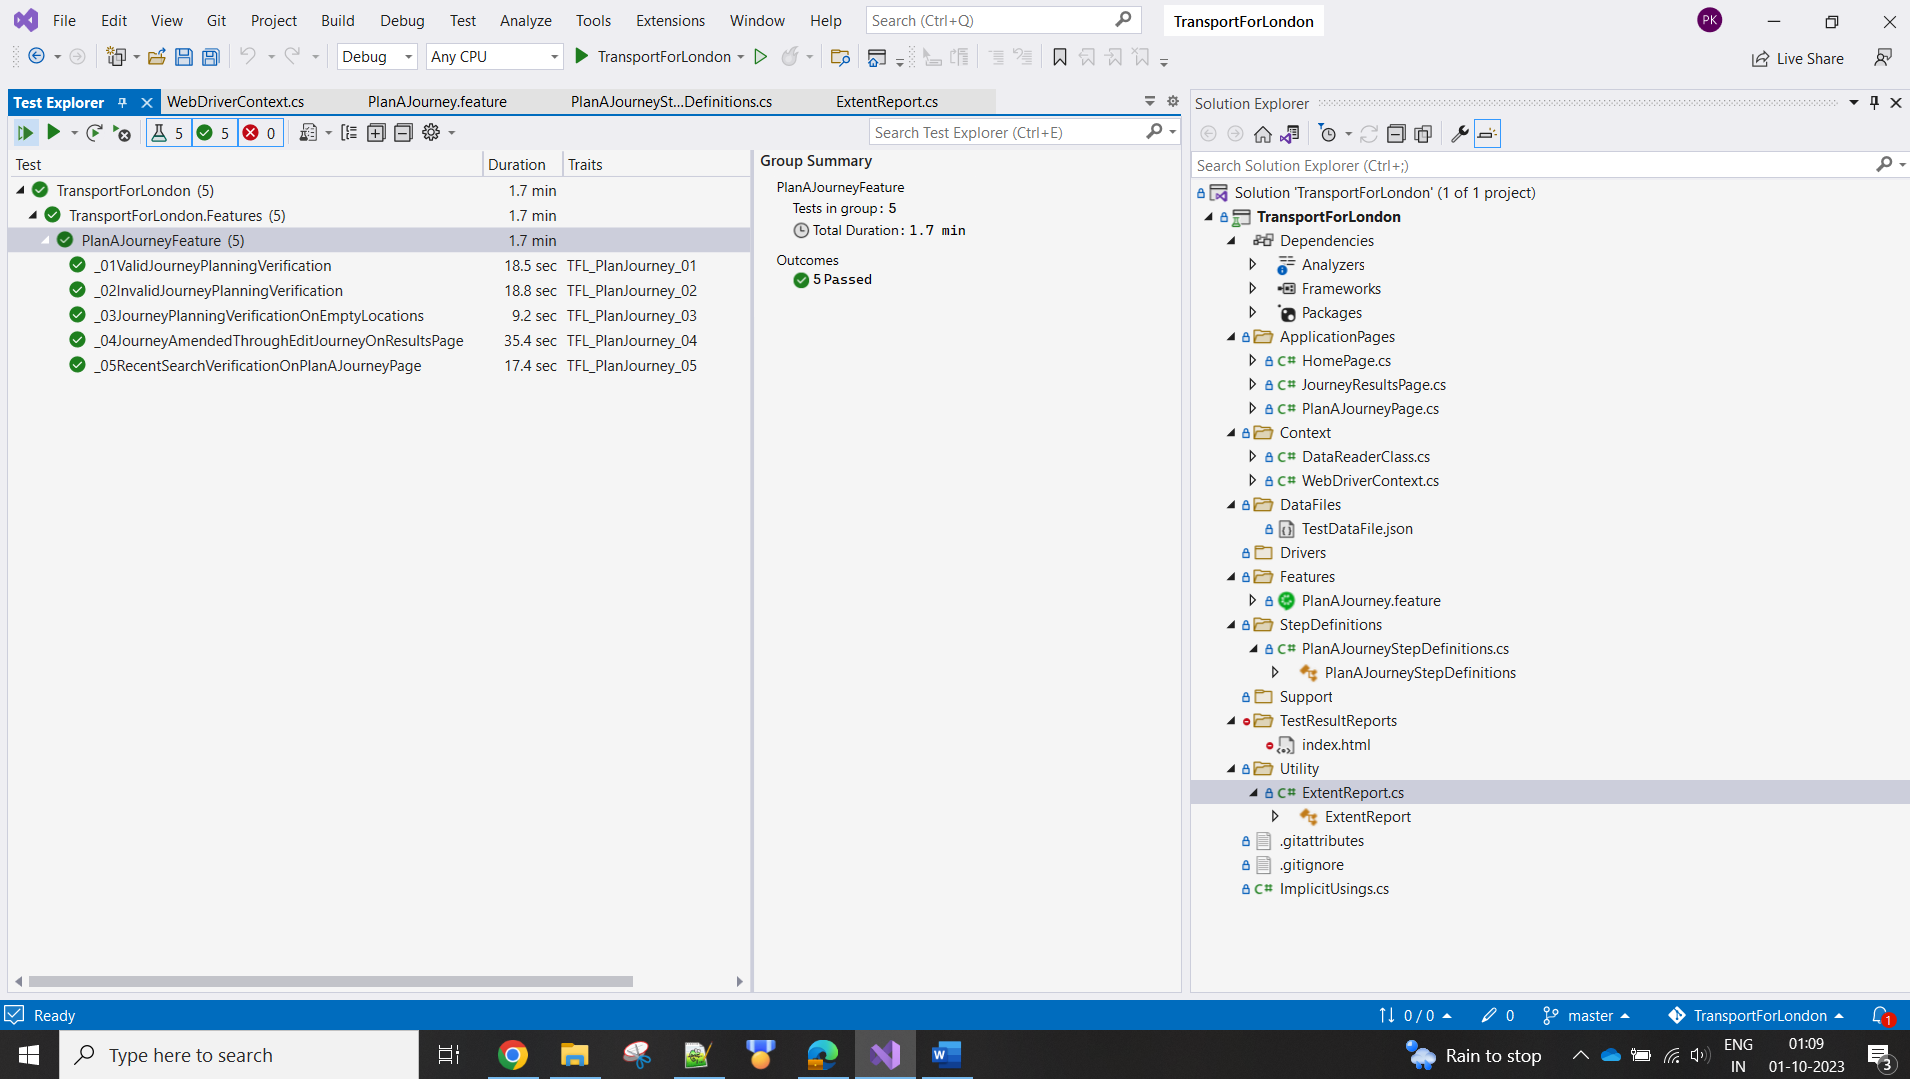 File Edit View Git Project Build Debug Test Analyze Tools Extensions Window Help Search (Ctrl+Q) TransportForLondon PK
Debug Any CPU TransportForLondon Live Share
Test Explorer WebDriverContext.cs PlanAJourney.feature PlanAJourneySt...Definitions.cs ExtentReport.cs
5 5 0 Search Test Explorer (Ctrl+E)
Test Duration Traits
TransportForLondon (5) 1.7 min
TransportForLondon.Features (5) 1.7 min
PlanAJourneyFeature (5) 1.7 min
_01ValidJourneyPlanningVerification 18.5 sec TFL_PlanJourney_01
_02InvalidJourneyPlanningVerification 18.8 sec TFL_PlanJourney_02
_03JourneyPlanningVerificationOnEmptyLocations 9.2 sec TFL_PlanJourney_03
_04JourneyAmendedThroughEditJourneyOnResultsPage 35.4 sec TFL_PlanJourney_04
_05RecentSearchVerificationOnPlanAJourneyPage 17.4 sec TFL_PlanJourney_05
Group Summary
PlanAJourneyFeature
Tests in group: 5
Total Duration: 1.7 min
Outcomes
5 Passed
Solution Explorer
Search Solution Explorer (Ctrl+;)
Solution 'TransportForLondon' (1 of 1 project)
TransportForLondon
Dependencies
Analyzers
Frameworks
Packages
ApplicationPages
C# HomePage.cs
C# JourneyResultsPage.cs
C# PlanAJourneyPage.cs
Context
C# DataReaderClass.cs
C# WebDriverContext.cs
DataFiles
TestDataFile.json
Drivers
Features
PlanAJourney.feature
StepDefinitions
C# PlanAJourneyStepDefinitions.cs
PlanAJourneyStepDefinitions
Support
TestResultReports
index.html
Utility
C# ExtentReport.cs
ExtentReport
.gitattributes
.gitignore
C# ImplicitUsings.cs
Ready 0 / 0 0 master TransportForLondon 1
Type here to search W Rain to stop ENG 01:09
IN 01-10-2023 3